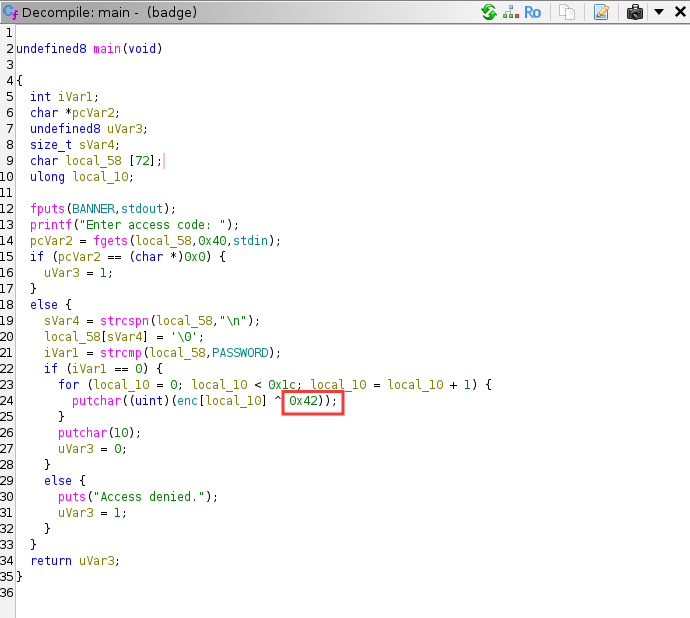 Decompile: main - (badge)
Ro
1
2 undefined8 main(void)
3
4 {
5 int iVar1;
6 char *pcVar2;
7 undefined8 uVar3;
8 size_t sVar4;
9 char local_58 [72];
10 ulong local_10;
11
12 fputs(BANNER,stdout);
13 printf("Enter access code: ");
14 pcVar2 = fgets(local_58,0x40,stdin);
15 if (pcVar2 == (char *)0x0) {
16 uVar3 = 1;
17 }
18 else {
19 sVar4 = strcspn(local_58,"\n");
20 local_58[sVar4] = '\0';
21 iVar1 = strcmp(local_58,PASSWORD);
22 if (iVar1 == 0) {
23 for (local_10 = 0; local_10 < 0x1c; local_10 = local_10 + 1) {
24 putchar((uint)(enc[local_10] ^ 0x42));
25 }
26 putchar(10);
27 uVar3 = 0;
28 }
29 else {
30 puts("Access denied.");
31 uVar3 = 1;
32 }
33 }
34 return uVar3;
35 }
36